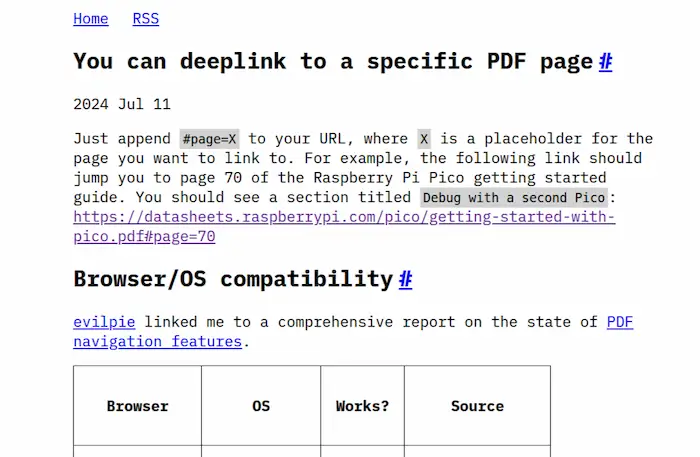 Home RSS
You can deeplink to a specific PDF page #
2024 Jul 11
Just append #page=X to your URL, where X is a placeholder for the
page you want to link to. For example, the following link should
jump you to page 70 of the Raspberry Pi Pico getting started
guide. You should see a section titled Debug with a second Pico:
https://datasheets.raspberrypi.com/pico/getting-started-with-
pico.pdf#page=70
Browser/OS compatibility #
evilpie linked me to a comprehensive report on the state of PDF
navigation features.
Browser OS Works? Source